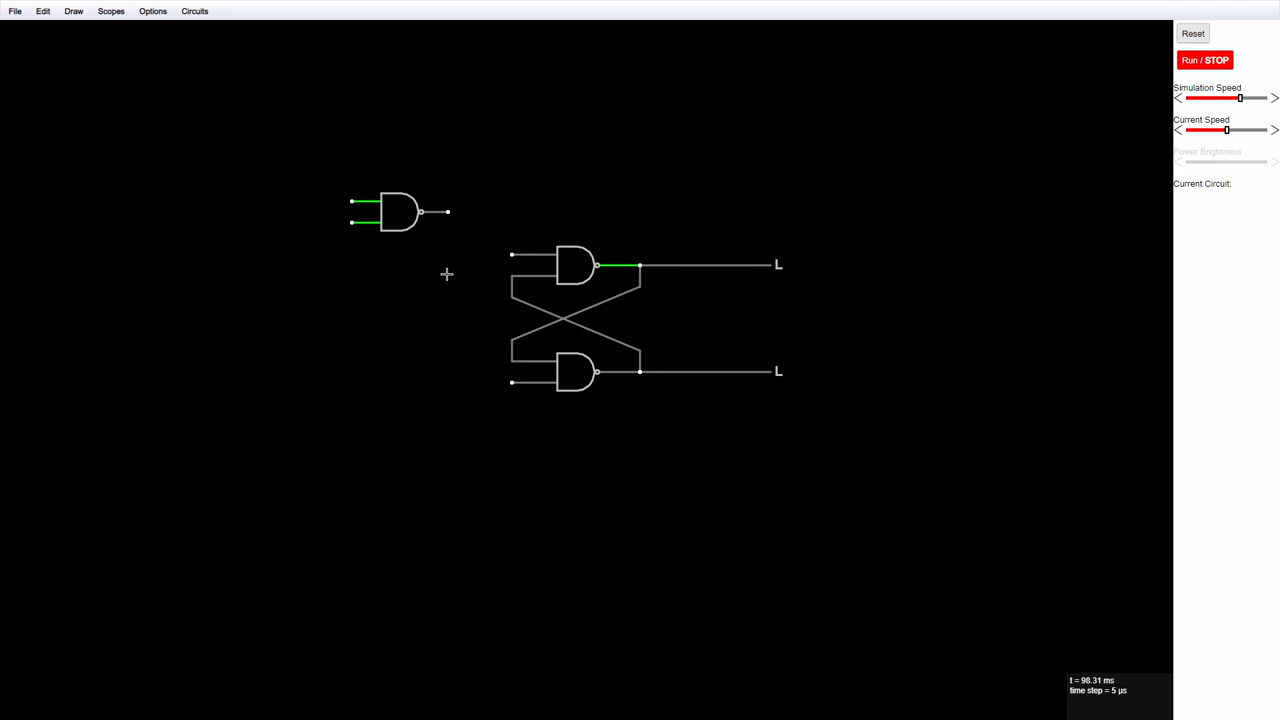 File Edit Draw Scopes Options Circuits
Reset
Run / STOP
Simulation Speed
Current Speed
Power Brightness
Current Circuit:
L
L
t = 98.31 ms
time step = 5 µs